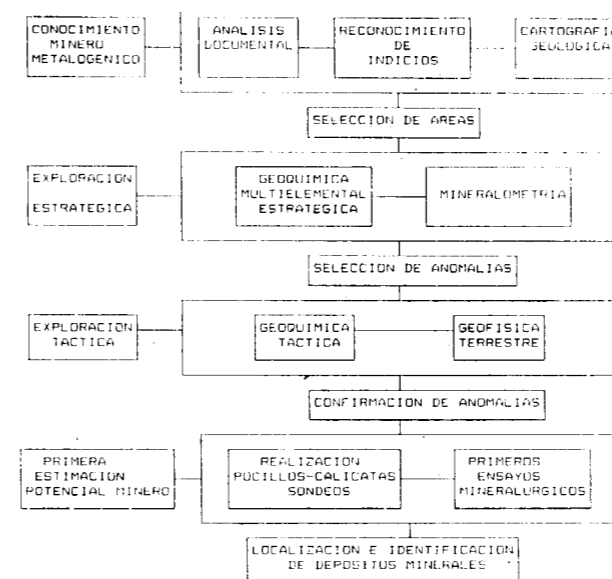 CONOCIMIENTO
MINERO
METALOGENICO
ANALISIS
DOCUMENTAL
RECONOCIMIENTO
DE
INDICIOS
CARTOGRAFIA
GEOLOGICA
SELECCION DE AREAS
EXPLORACION
ESTRATEGICA
GEOQUIMICA
MULTIELEMENTAL
ESTRATEGICA
MINERALOMETRIA
SELECCION DE ANOMALIAS
EXPLORACION
TACTICA
GEOQUIMICA
TACTICA
GEOFISICA
TERRESTRE
CONFIRMACION DE ANOMALIAS
PRIMERA
ESTIMACION
POTENCIAL MINERO
REALIZACION
POCILLOS-CALICATAS
SONDEOS
PRIMEROS
ENSAYOS
MINERALURGICOS
LOCALIZACION E IDENTIFICACION
DE DEPOSITOS MINERALES